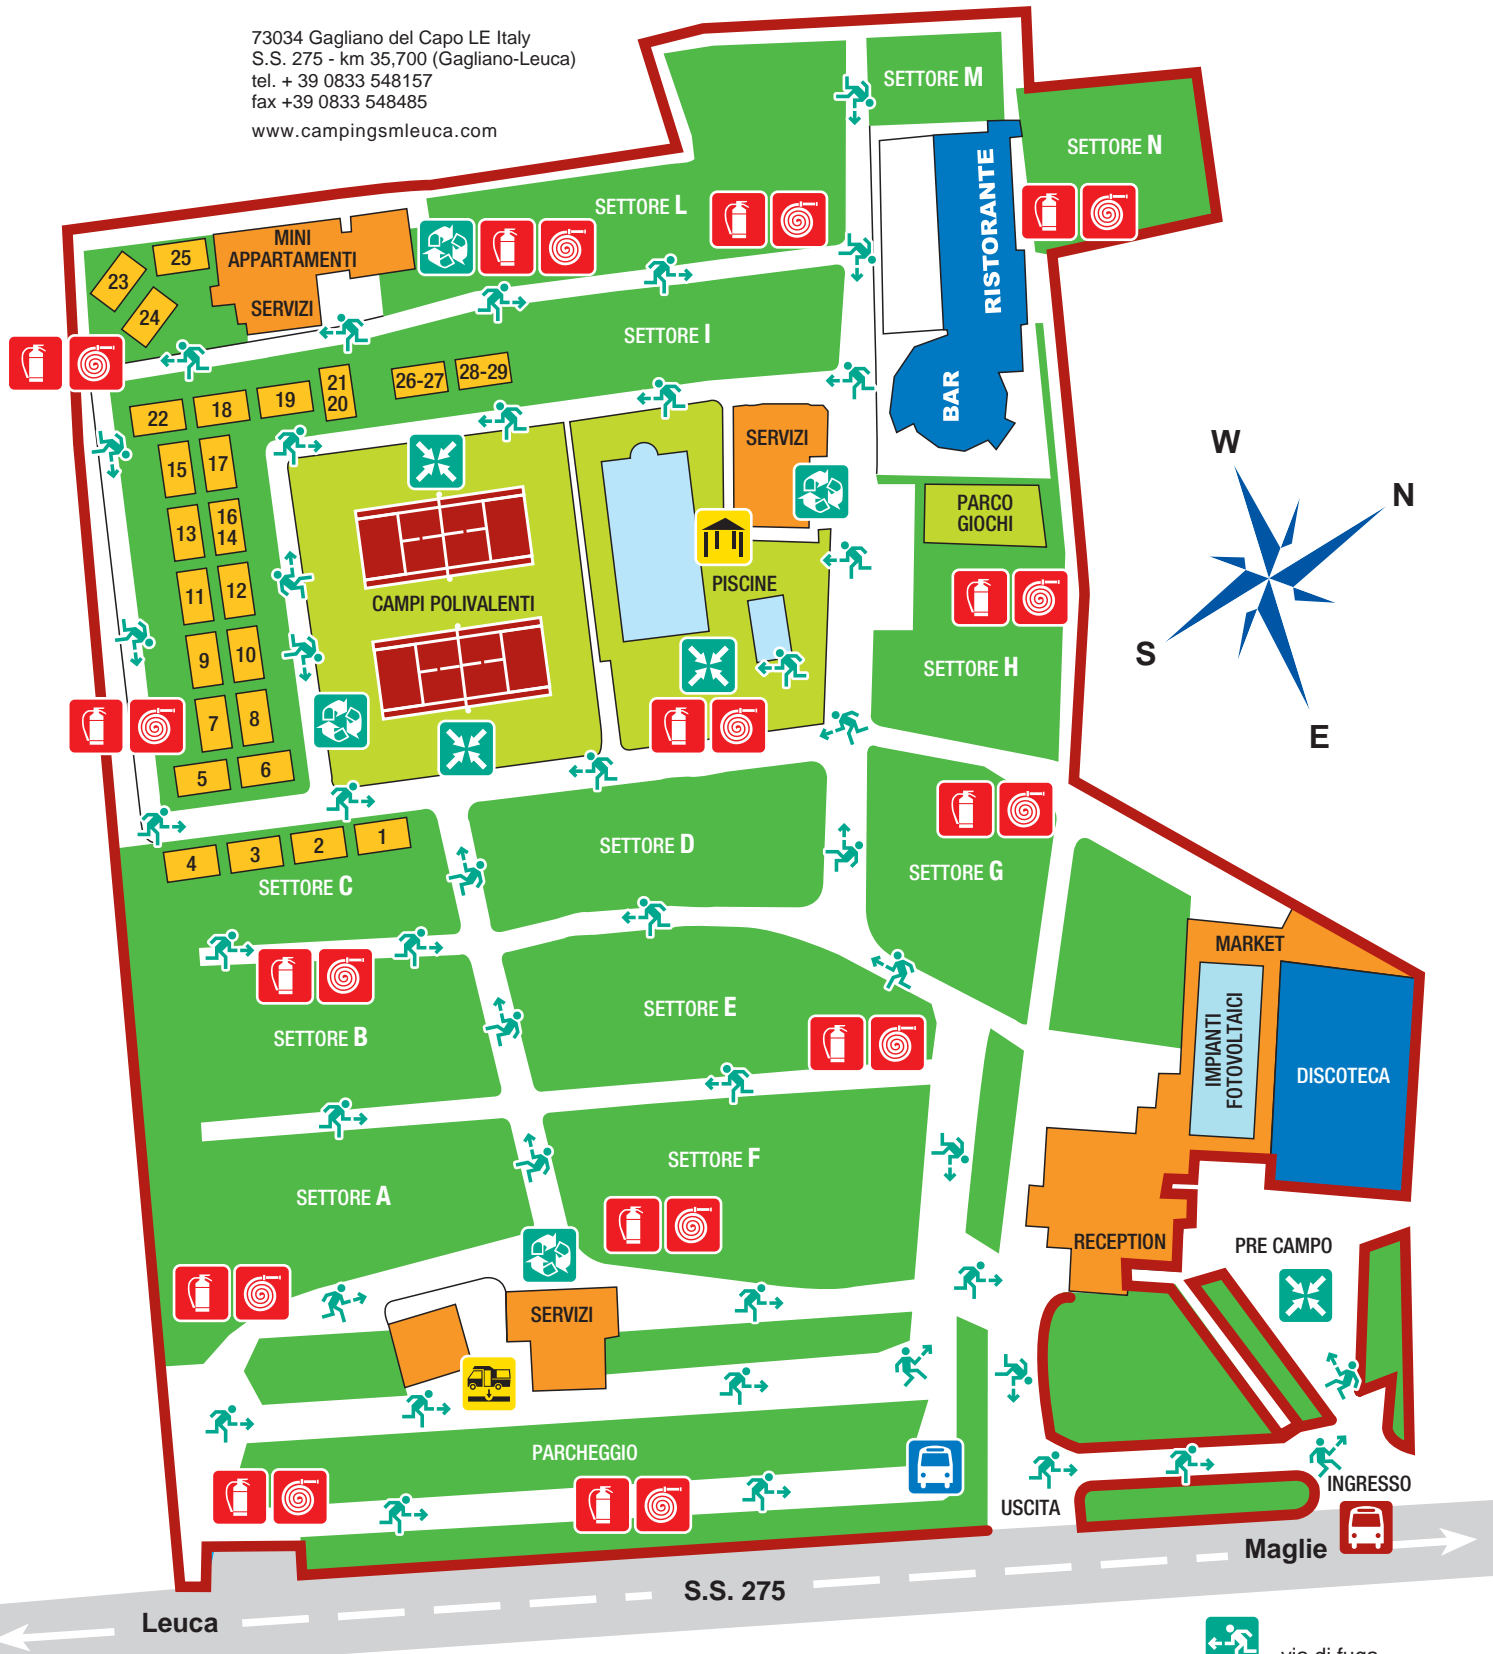 73034 Gagliano del Capo LE Italy
S.S. 275 - km 35,700 (Gagliano-Leuca)
tel. + 39 0833 548157
fax +39 0833 548485
www.campingsmleuca.com
SETTORE M
SETTORE N
RISTORANTE
BAR
SETTORE L
MINI
APPARTAMENTI
SERVIZI
25
23
24
SETTORE I
28-29
26-27
21
20
19
18
22
17
15
16
14
13
12
11
10
9
8
7
6
5
SERVIZI
PARCO
GIOCHI
PISCINE
CAMPI POLIVALENTI
SETTORE H
W
N
S
E
1
2
3
4
SETTORE C
SETTORE D
SETTORE G
MARKET
IMPIANTI
FOTOVOLTAICI
DISCOTECA
SETTORE B
SETTORE E
SETTORE A
SETTORE F
RECEPTION
PRE CAMPO
SERVIZI
PARCHEGGIO
USCITA
INGRESSO
Maglie
S.S. 275
Leuca
via di fuga